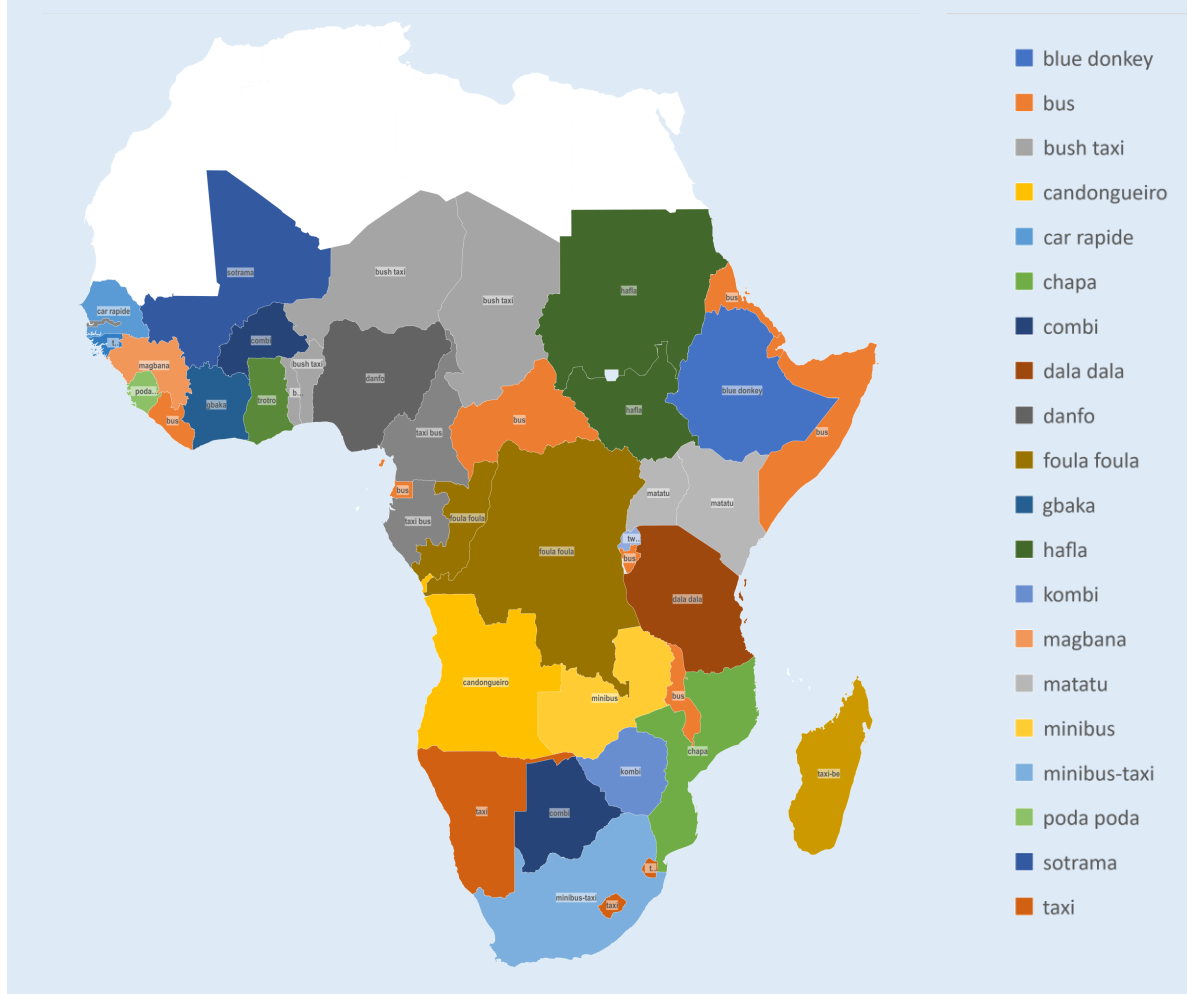 sotrama
bush taxi
bush taxi
hafla
bus
car rapide
t..
combi
magbana
bush taxi
danfo
poda...
gbaka
trotro
b...
bus
taxi bus
bus
hafla
blue donkey
bus
bus
taxi bus
foula foula
foula foula
matatu
matatu
tw..
bus
dala dala
candongueiro
minibus
bus
chapa
taxi-be
kombi
taxi
combi
t..
minibus-taxi
taxi
blue donkey
bus
bush taxi
candongueiro
car rapide
chapa
combi
dala dala
danfo
foula foula
gbaka
hafla
kombi
magbana
matatu
minibus
minibus-taxi
poda poda
sotrama
taxi